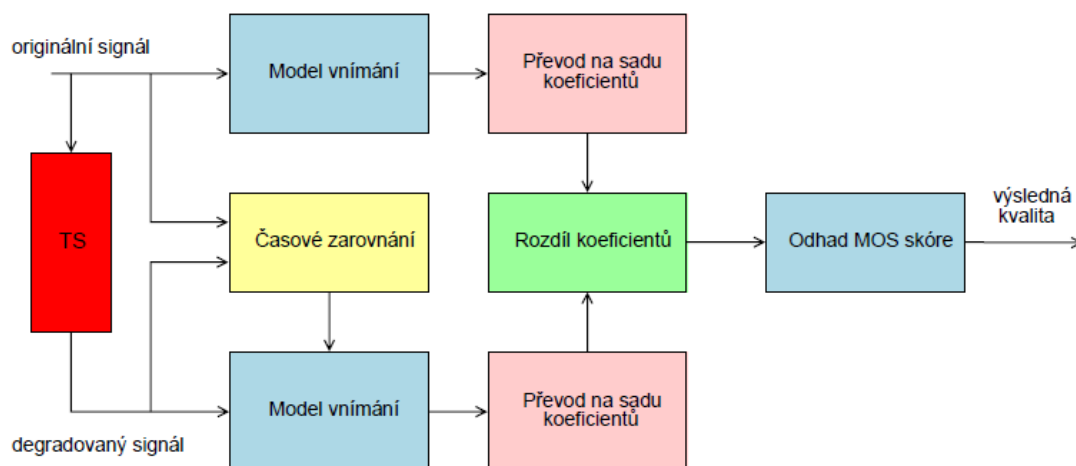 originální signál
Model vnímání
Převod na sadu
koeficientů
TS
Časové zarovnání
Rozdíl koeficientů
Odhad MOS skóre
výsledná
kvalita
Model vnímání
Převod na sadu
koeficientů
degradovaný signál